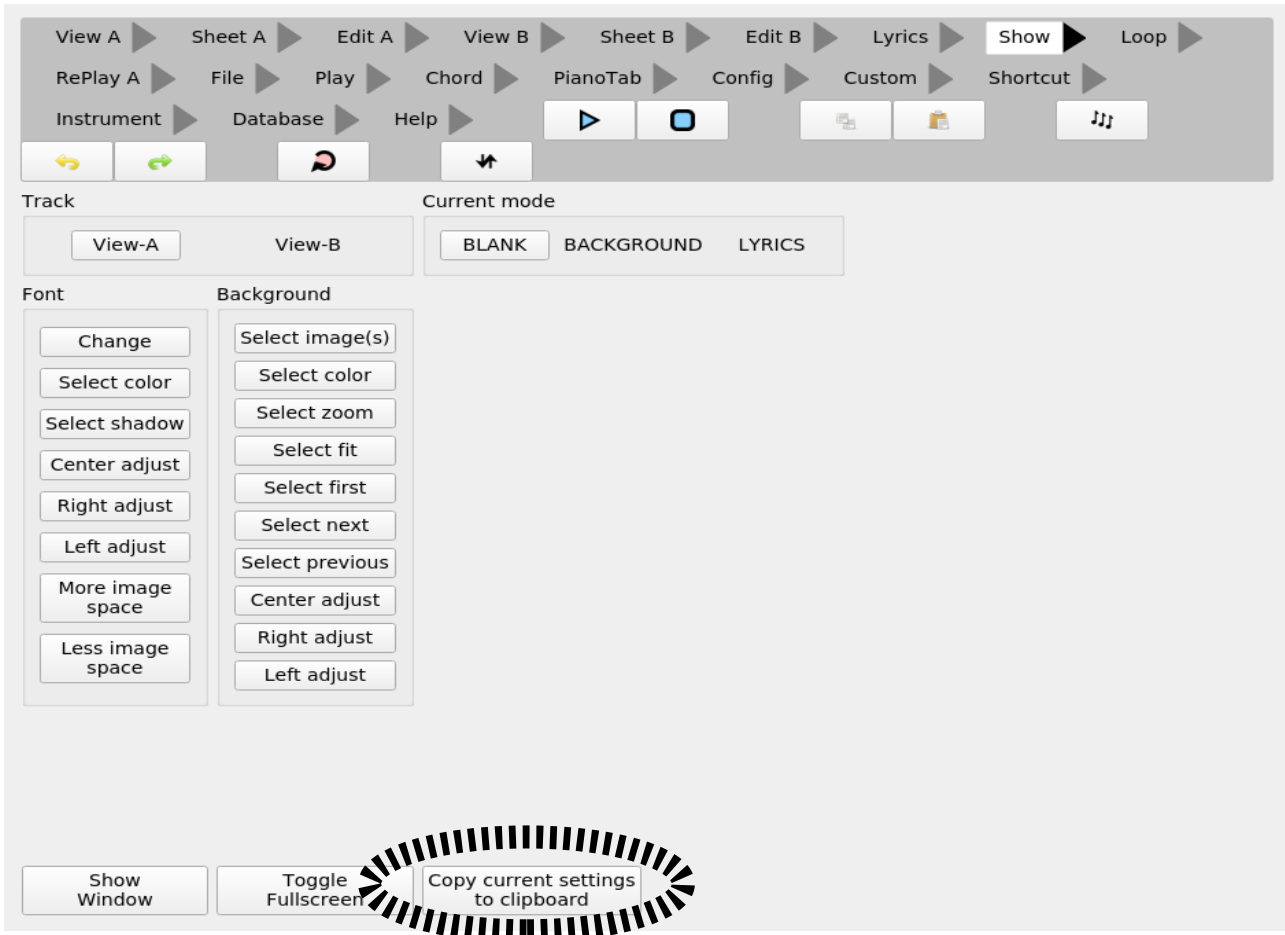 View A Sheet A Edit A View B Sheet B Edit B Lyrics Show Loop
RePlay A File Play Chord PianoTab Config Custom Shortcut
Instrument Database Help
Track Current mode
View-A View-B BLANK BACKGROUND LYRICS
Font Background
Change
Select color
Select shadow
Center adjust
Right adjust
Left adjust
More image
space
Less image
space
Select image(s)
Select color
Select zoom
Select fit
Select first
Select next
Select previous
Center adjust
Right adjust
Left adjust
Show
Window
Toggle
Fullscreen
Copy current settings
to clipboard